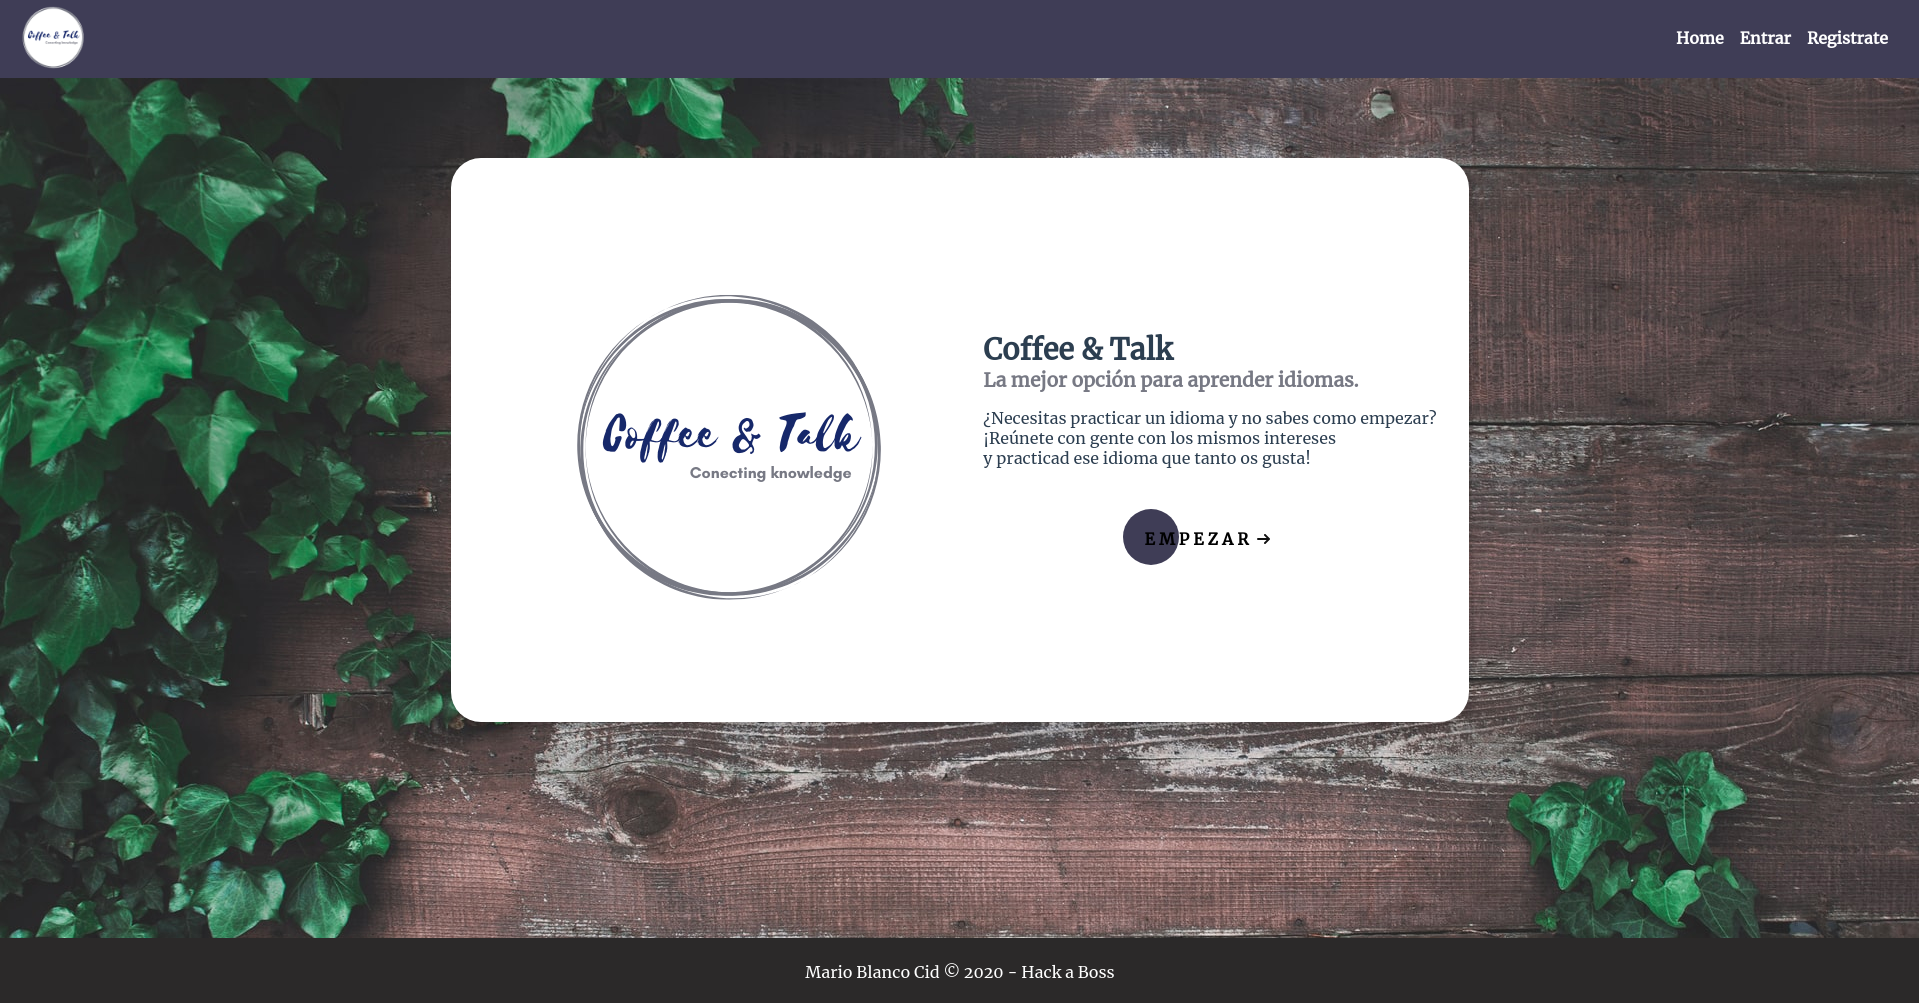 Coffee & Talk
Conecting knowledge
Home Entrar Registrate
Coffee & Talk
Conecting knowledge
Coffee & Talk
La mejor opción para aprender idiomas.
¿Necesitas practicar un idioma y no sabes como empezar?
¡Reúnete con gente con los mismos intereses
y practicad ese idioma que tanto os gusta!
EMPEZAR →
Mario Blanco Cid © 2020 - Hack a Boss